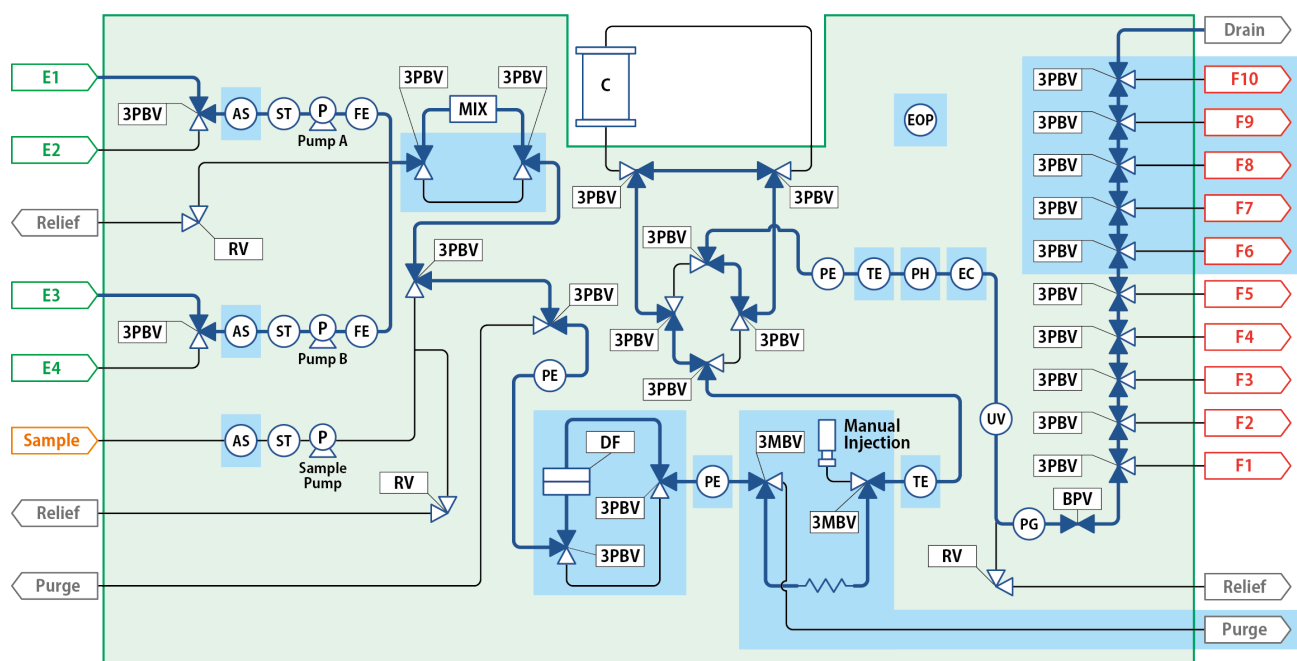 Drain
E1
3PBV
3PBV
C
3PBV
F10
3PBV
AS
ST
P
FE
MIX
EOP
3PBV
F9
Pump A
E2
3PBV
F8
3PBV
3PBV
3PBV
F7
Relief
RV
3PBV
3PBV
3PBV
F6
PE
TE
PH
EC
E3
3PBV
3PBV
F5
3PBV
AS
ST
P
FE
3PBV
3PBV
3PBV
F4
Pump B
E4
PE
3PBV
3PBV
F3
UV
3PBV
F2
Sample
AS
ST
P
DF
3MBV
Manual
Injection
Sample
Pump
3PBV
F1
RV
3PBV
PE
TE
BPV
Relief
3MBV
PG
3PBV
RV
Purge
Relief
Purge